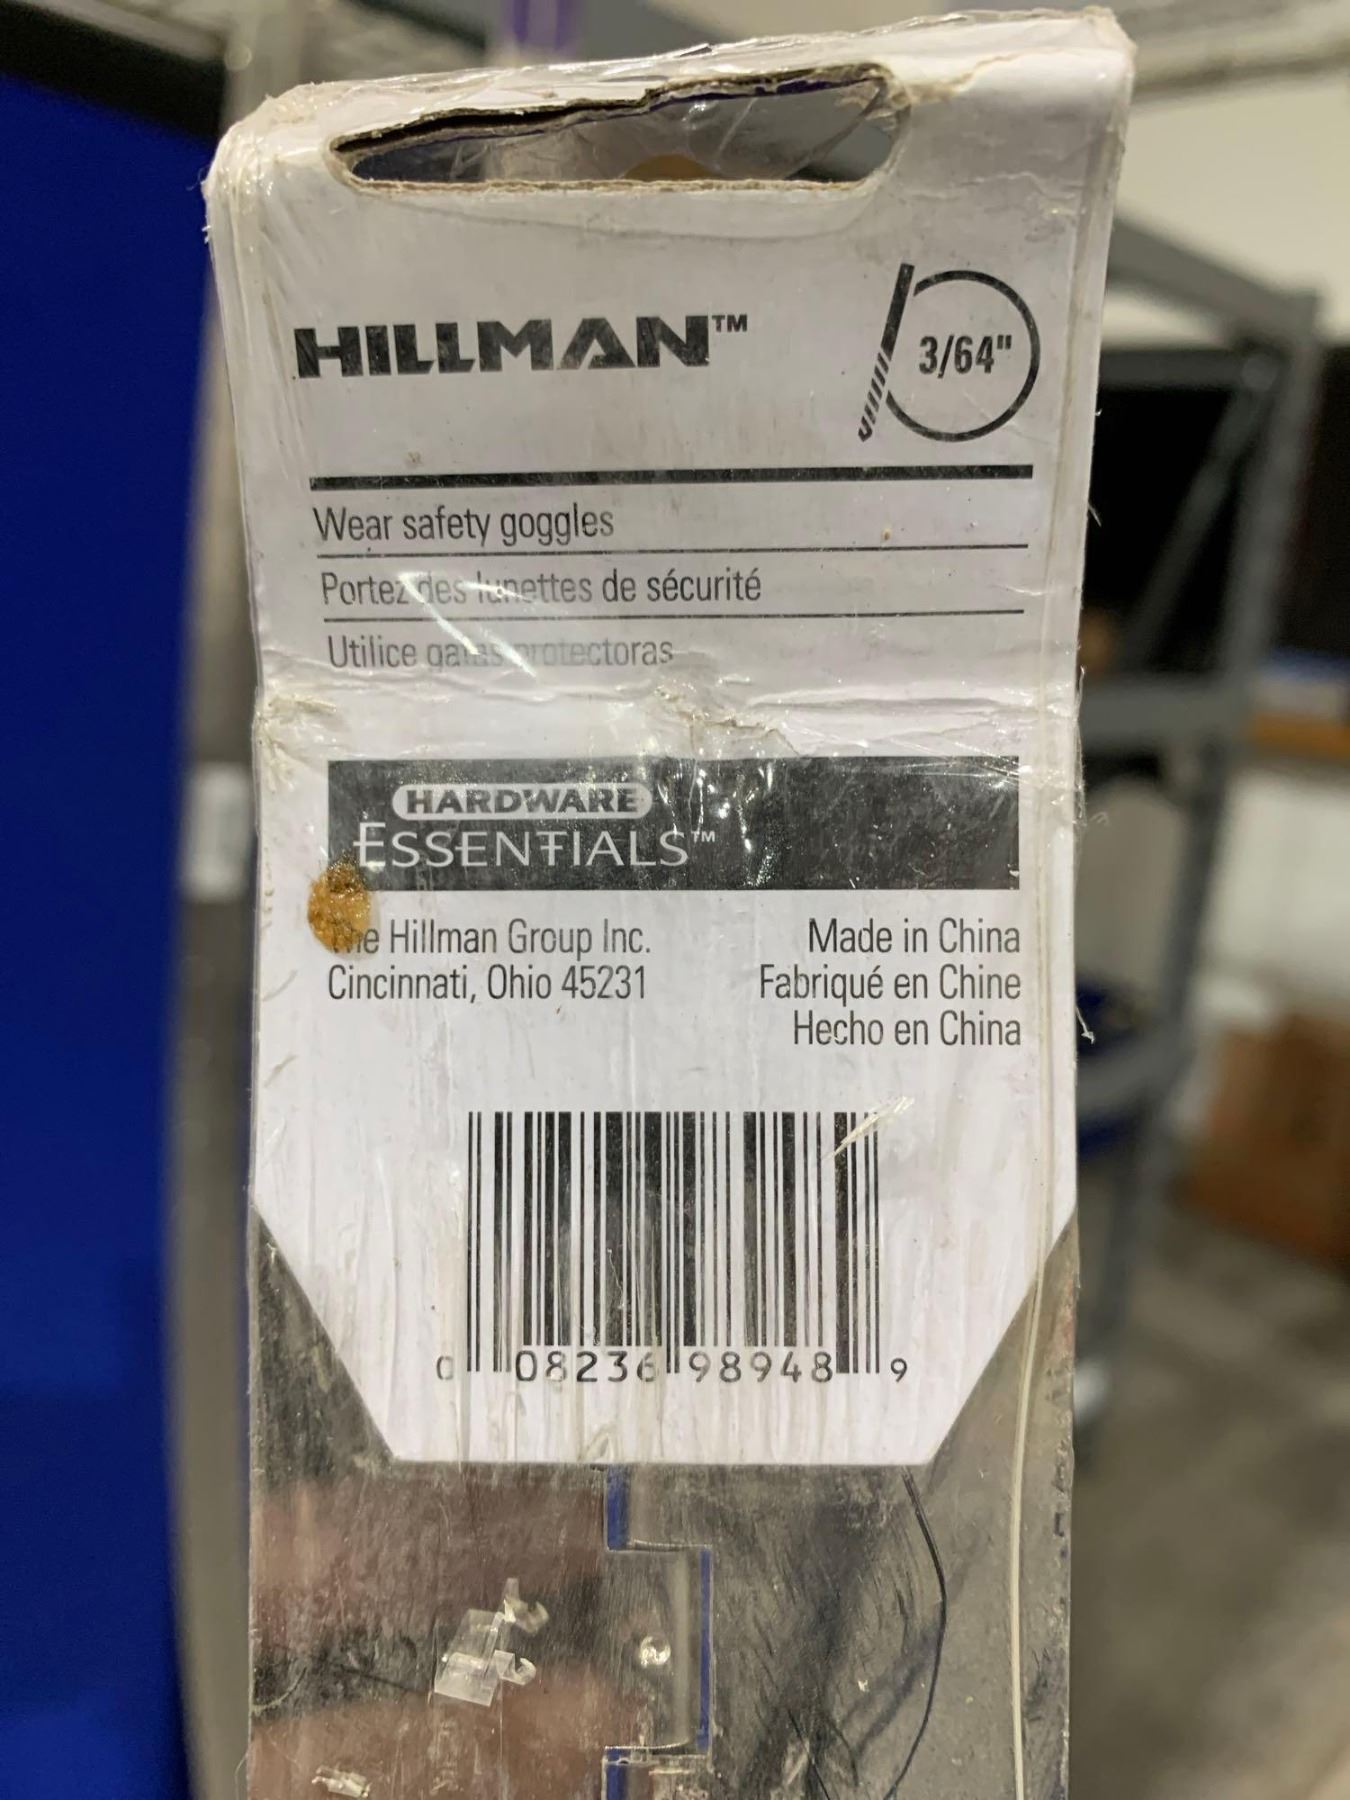 HILLMAN™
3/64"
Wear safety goggles
Portez des lunettes de sécurité
Utilice gafas protectoras
HARDWARE
ESSENTIALS™
The Hillman Group Inc.
Cincinnati, Ohio 45231
Made in China
Fabriqué en Chine
Hecho en China
0 08236 98948 9